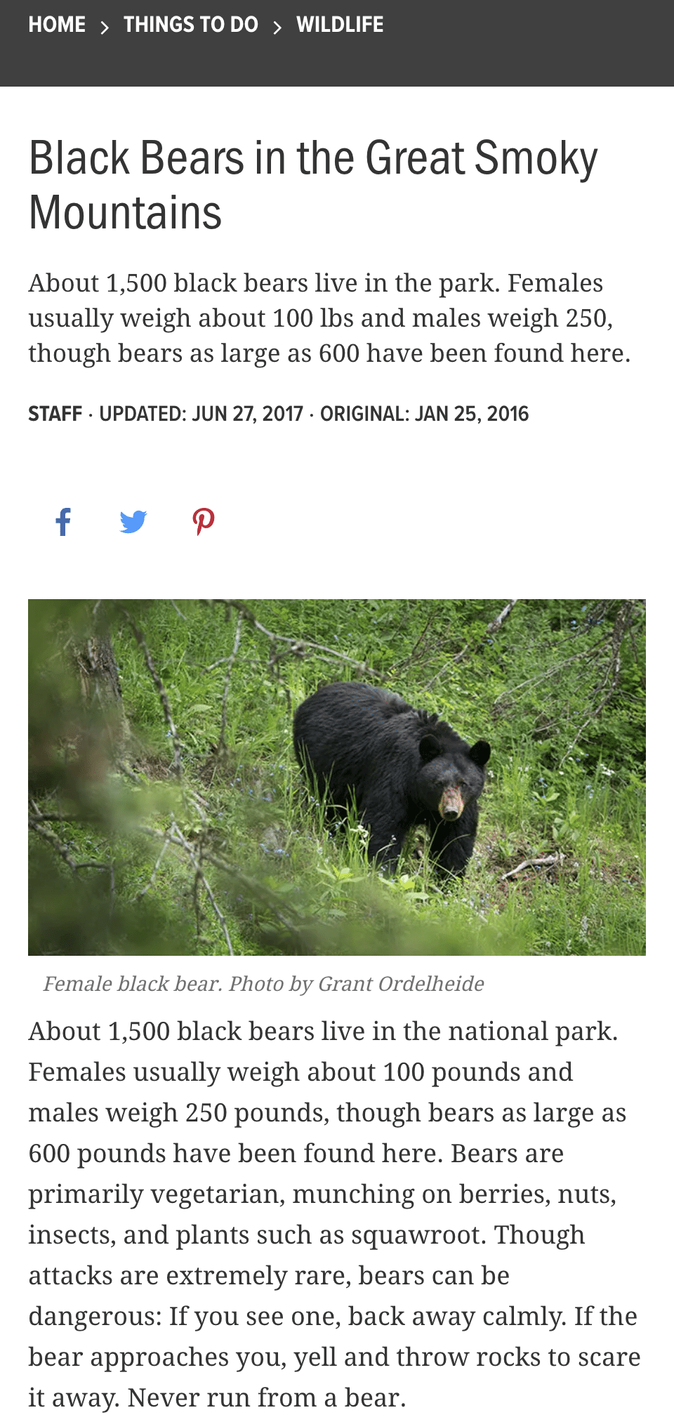 HOME > THINGS TO DO > WILDLIFE
Black Bears in the Great Smoky
Mountains
About 1,500 black bears live in the park. Females
usually weigh about 100 lbs and males weigh 250,
though bears as large as 600 have been found here.
STAFF · UPDATED: JUN 27, 2017 · ORIGINAL: JAN 25, 2016
Female black bear. Photo by Grant Ordelheide
About 1,500 black bears live in the national park.
Females usually weigh about 100 pounds and
males weigh 250 pounds, though bears as large as
600 pounds have been found here. Bears are
primarily vegetarian, munching on berries, nuts,
insects, and plants such as squawroot. Though
attacks are extremely rare, bears can be
dangerous: If you see one, back away calmly. If the
bear approaches you, yell and throw rocks to scare
it away. Never run from a bear.